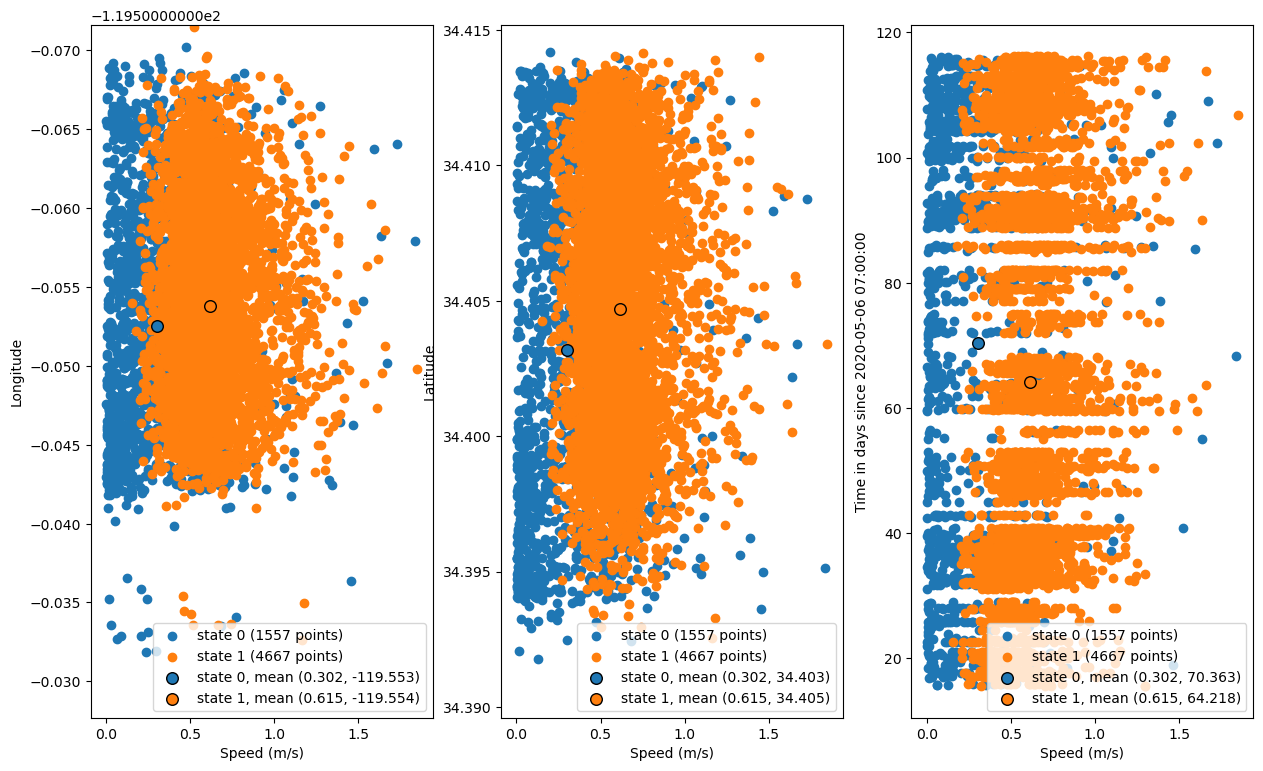 −1.1950000000e2
−0.070
−0.065
−0.060
−0.055
−0.050
−0.045
−0.040
−0.035
−0.030
Longitude
0.0 0.5 1.0 1.5
Speed (m/s)
state 0 (1557 points)
state 1 (4667 points)
state 0, mean (0.302, -119.553)
state 1, mean (0.615, -119.554)
34.415
34.410
34.405
34.400
34.395
34.390
Latitude
0.0 0.5 1.0 1.5
Speed (m/s)
state 0 (1557 points)
state 1 (4667 points)
state 0, mean (0.302, 34.403)
state 1, mean (0.615, 34.405)
120
100
80
60
40
20
Time in days since 2020-05-06 07:00:00
0.0 0.5 1.0 1.5
Speed (m/s)
state 0 (1557 points)
state 1 (4667 points)
state 0, mean (0.302, 70.363)
state 1, mean (0.615, 64.218)